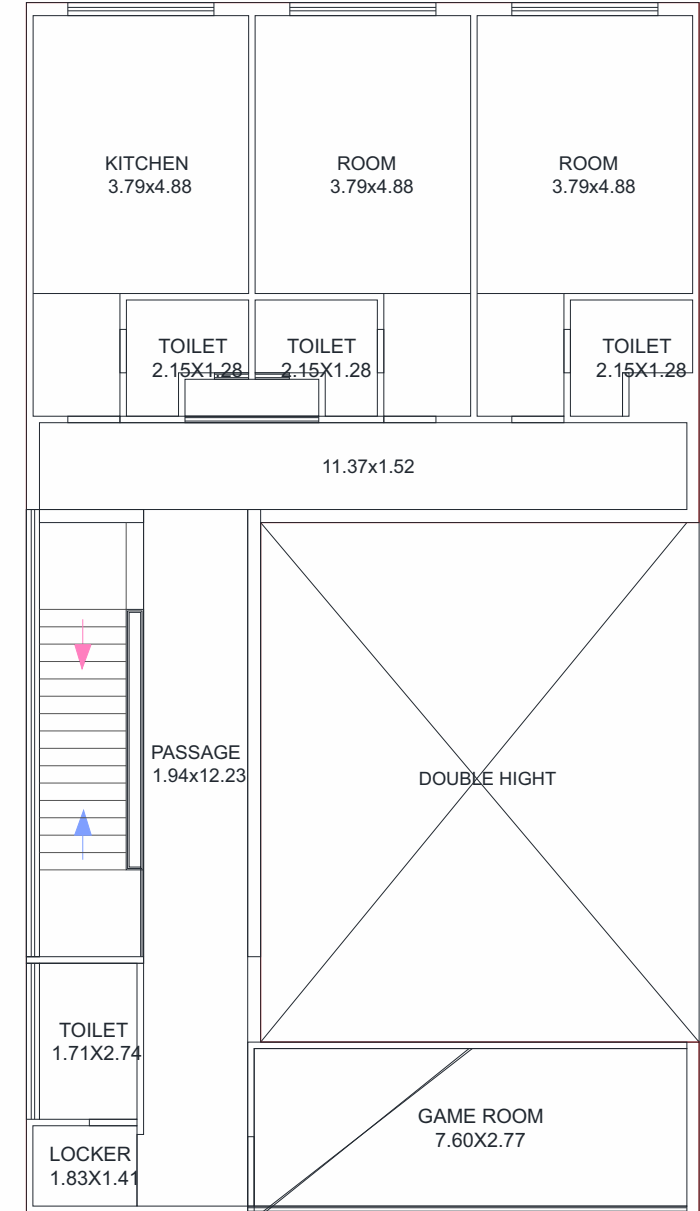 KITCHEN
3.79x4.88
ROOM
3.79x4.88
ROOM
3.79x4.88
TOILET
2.15X1.28
TOILET
2.15X1.28
TOILET
2.15X1.28
11.37x1.52
PASSAGE
1.94x12.23
DOUBLE HIGHT
TOILET
1.71X2.74
GAME ROOM
7.60X2.77
LOCKER
1.83X1.41